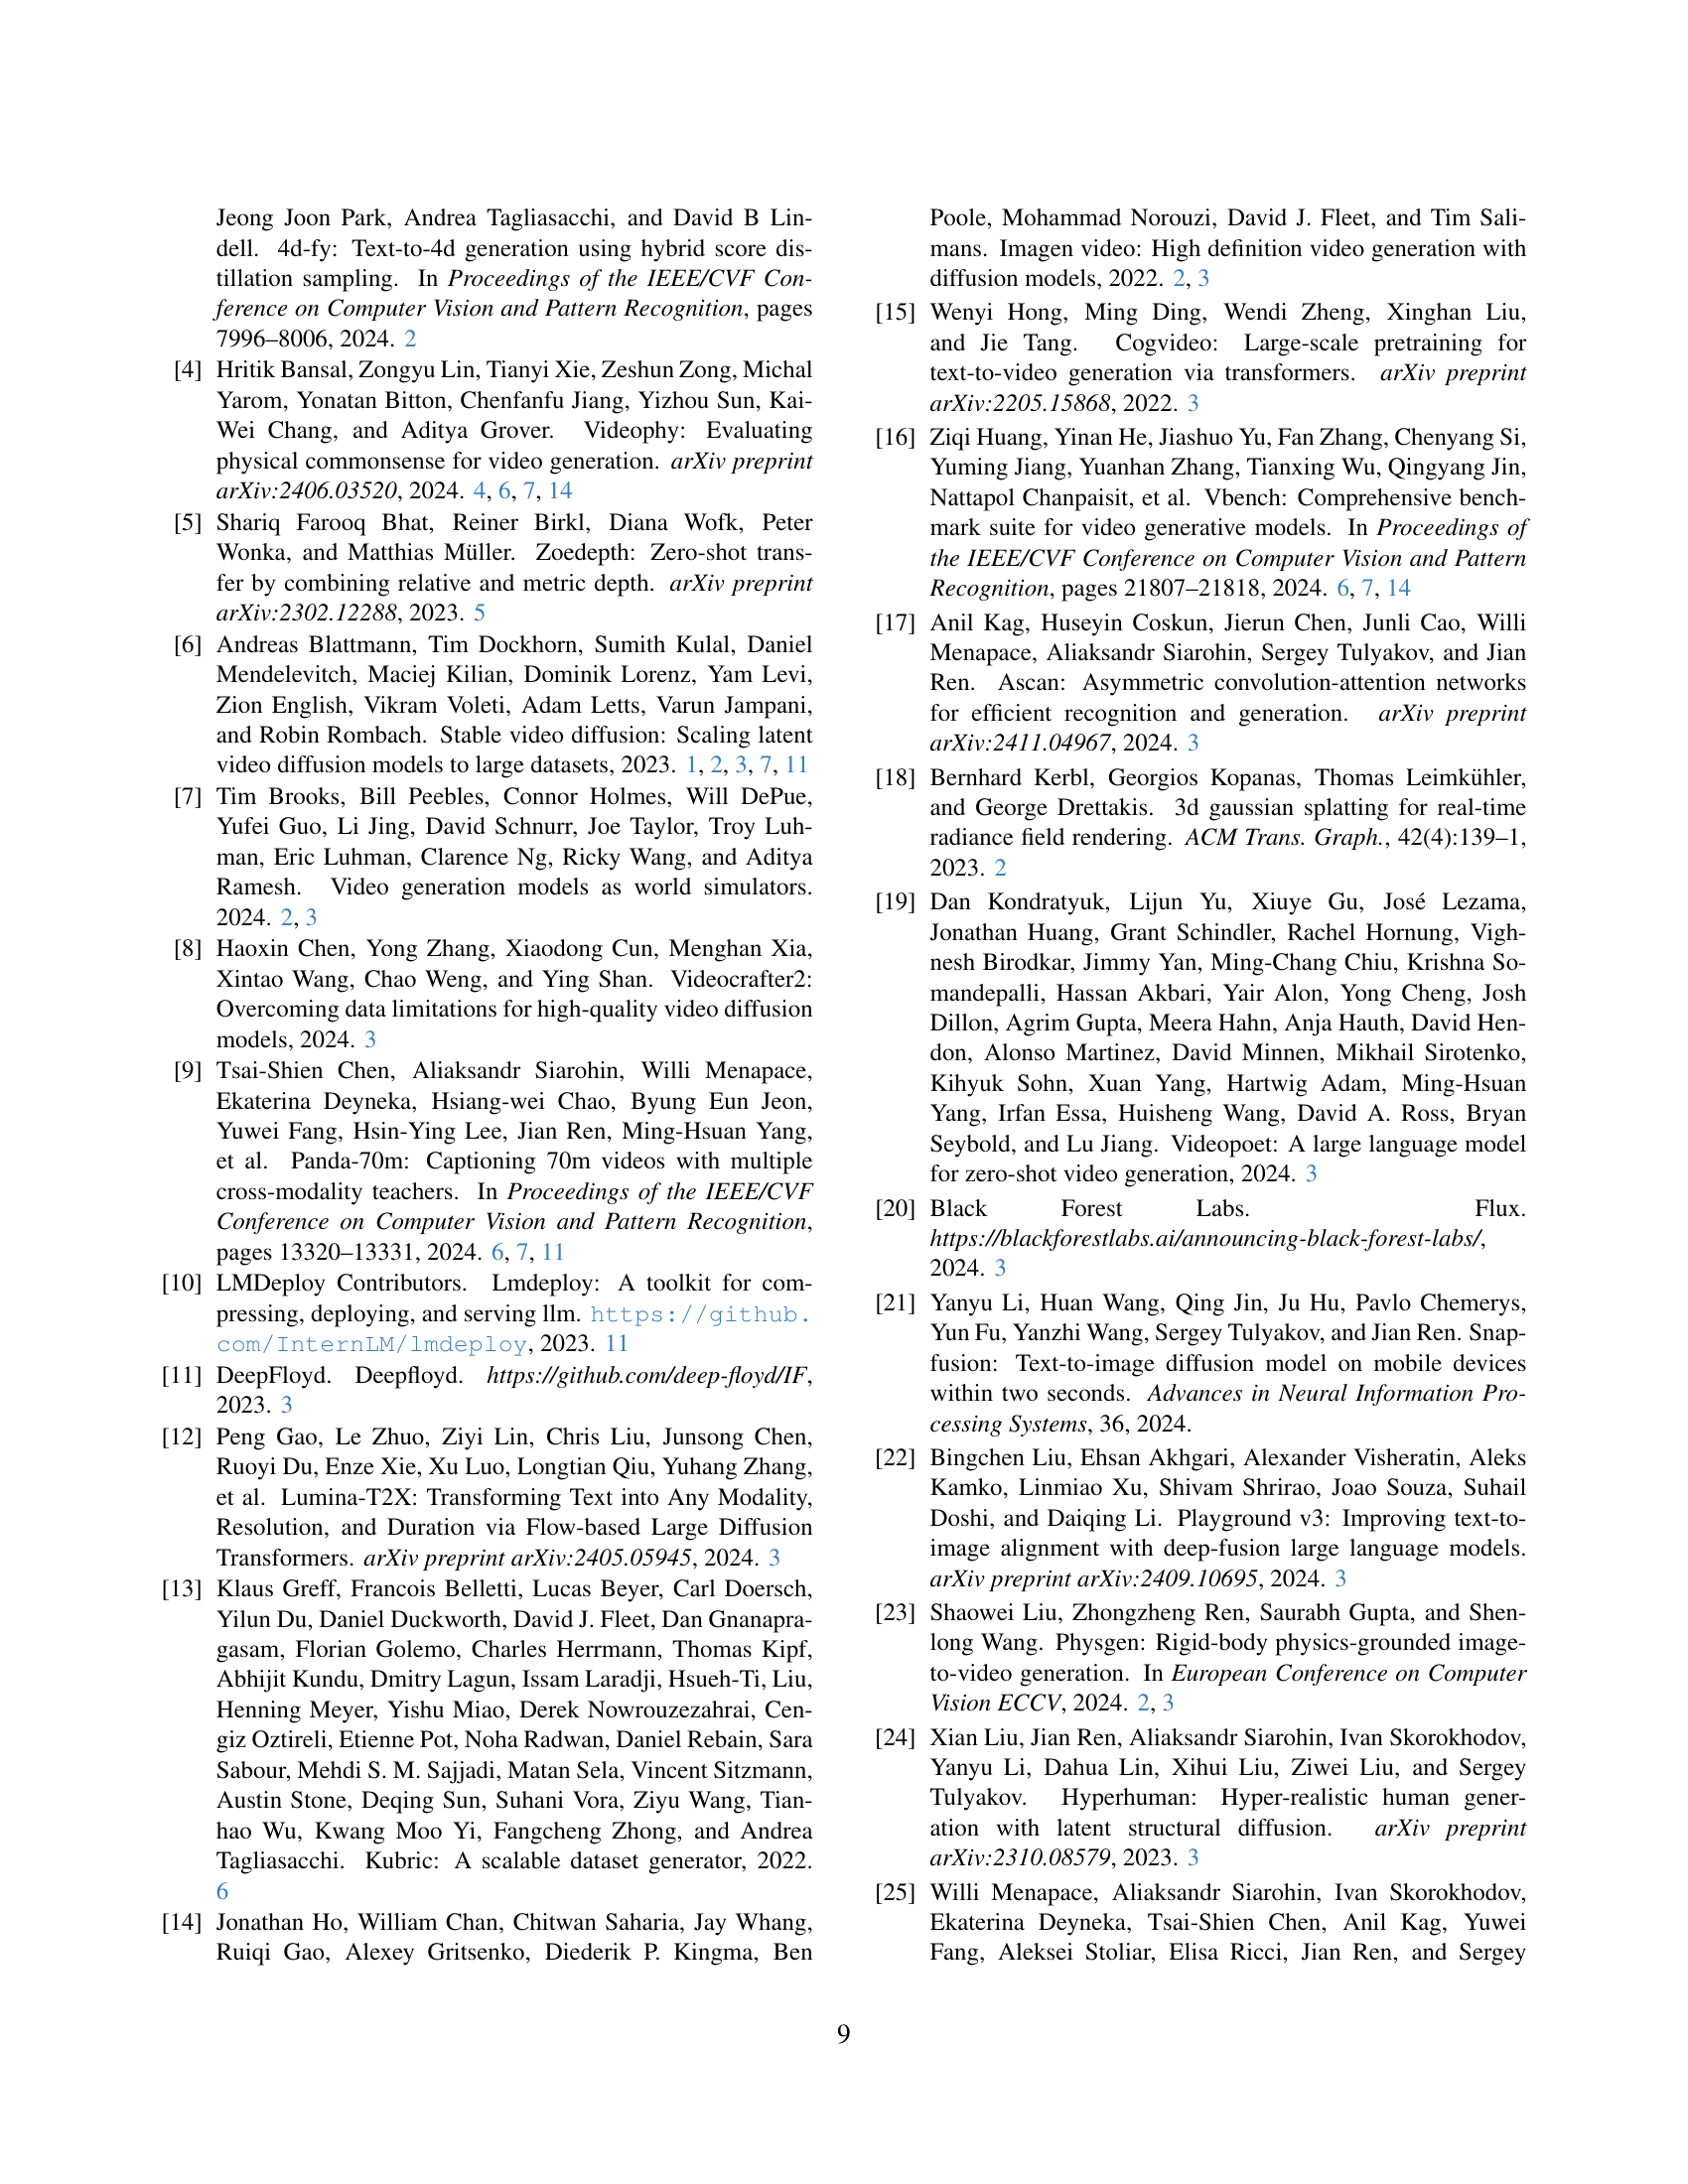 Jeong Joon Park, Andrea Tagliasacchi, and David B Lin-
dell. 4d-fy: Text-to-4d generation using hybrid score dis-
tillation sampling. In Proceedings of the IEEE/CVF Con-
ference on Computer Vision and Pattern Recognition, pages
7996–8006, 2024. 2
[4] Hritik Bansal, Zongyu Lin, Tianyi Xie, Zeshun Zong, Michal
Yarom, Yonatan Bitton, Chenfanfu Jiang, Yizhou Sun, Kai-
Wei Chang, and Aditya Grover. Videophy: Evaluating
physical commonsense for video generation. arXiv preprint
arXiv:2406.03520, 2024. 4, 6, 7, 14
[5] Shariq Farooq Bhat, Reiner Birkl, Diana Wofk, Peter
Wonka, and Matthias Müller. Zoedepth: Zero-shot trans-
fer by combining relative and metric depth. arXiv preprint
arXiv:2302.12288, 2023. 5
[6] Andreas Blattmann, Tim Dockhorn, Sumith Kulal, Daniel
Mendelevitch, Maciej Kilian, Dominik Lorenz, Yam Levi,
Zion English, Vikram Voleti, Adam Letts, Varun Jampani,
and Robin Rombach. Stable video diffusion: Scaling latent
video diffusion models to large datasets, 2023. 1, 2, 3, 7, 11
[7] Tim Brooks, Bill Peebles, Connor Holmes, Will DePue,
Yufei Guo, Li Jing, David Schnurr, Joe Taylor, Troy Luh-
man, Eric Luhman, Clarence Ng, Ricky Wang, and Aditya
Ramesh. Video generation models as world simulators.
2024. 2, 3
[8] Haoxin Chen, Yong Zhang, Xiaodong Cun, Menghan Xia,
Xintao Wang, Chao Weng, and Ying Shan. Videocrafter2:
Overcoming data limitations for high-quality video diffusion
models, 2024. 3
[9] Tsai-Shien Chen, Aliaksandr Siarohin, Willi Menapace,
Ekaterina Deyneka, Hsiang-wei Chao, Byung Eun Jeon,
Yuwei Fang, Hsin-Ying Lee, Jian Ren, Ming-Hsuan Yang,
et al. Panda-70m: Captioning 70m videos with multiple
cross-modality teachers. In Proceedings of the IEEE/CVF
Conference on Computer Vision and Pattern Recognition,
pages 13320–13331, 2024. 6, 7, 11
[10] LMDeploy Contributors. Lmdeploy: A toolkit for com-
pressing, deploying, and serving llm. https://github.
com/InternLM/lmdeploy, 2023. 11
[11] DeepFloyd. Deepfloyd. https://github.com/deep-floyd/IF,
2023. 3
[12] Peng Gao, Le Zhuo, Ziyi Lin, Chris Liu, Junsong Chen,
Ruoyi Du, Enze Xie, Xu Luo, Longtian Qiu, Yuhang Zhang,
et al. Lumina-T2X: Transforming Text into Any Modality,
Resolution, and Duration via Flow-based Large Diffusion
Transformers. arXiv preprint arXiv:2405.05945, 2024. 3
[13] Klaus Greff, Francois Belletti, Lucas Beyer, Carl Doersch,
Yilun Du, Daniel Duckworth, David J. Fleet, Dan Gnanapra-
gasam, Florian Golemo, Charles Herrmann, Thomas Kipf,
Abhijit Kundu, Dmitry Lagun, Issam Laradji, Hsueh-Ti, Liu,
Henning Meyer, Yishu Miao, Derek Nowrouzezahrai, Cen-
giz Oztireli, Etienne Pot, Noha Radwan, Daniel Rebain, Sara
Sabour, Mehdi S. M. Sajjadi, Matan Sela, Vincent Sitzmann,
Austin Stone, Deqing Sun, Suhani Vora, Ziyu Wang, Tian-
hao Wu, Kwang Moo Yi, Fangcheng Zhong, and Andrea
Tagliasacchi. Kubric: A scalable dataset generator, 2022.
6
[14] Jonathan Ho, William Chan, Chitwan Saharia, Jay Whang,
Ruiqi Gao, Alexey Gritsenko, Diederik P. Kingma, Ben
Poole, Mohammad Norouzi, David J. Fleet, and Tim Sali-
mans. Imagen video: High definition video generation with
diffusion models, 2022. 2, 3
[15] Wenyi Hong, Ming Ding, Wendi Zheng, Xinghan Liu,
and Jie Tang. Cogvideo: Large-scale pretraining for
text-to-video generation via transformers. arXiv preprint
arXiv:2205.15868, 2022. 3
[16] Ziqi Huang, Yinan He, Jiashuo Yu, Fan Zhang, Chenyang Si,
Yuming Jiang, Yuanhan Zhang, Tianxing Wu, Qingyang Jin,
Nattapol Chanpaisit, et al. Vbench: Comprehensive bench-
mark suite for video generative models. In Proceedings of
the IEEE/CVF Conference on Computer Vision and Pattern
Recognition, pages 21807–21818, 2024. 6, 7, 14
[17] Anil Kag, Huseyin Coskun, Jierun Chen, Junli Cao, Willi
Menapace, Aliaksandr Siarohin, Sergey Tulyakov, and Jian
Ren. Ascan: Asymmetric convolution-attention networks
for efficient recognition and generation. arXiv preprint
arXiv:2411.04967, 2024. 3
[18] Bernhard Kerbl, Georgios Kopanas, Thomas Leimkühler,
and George Drettakis. 3d gaussian splatting for real-time
radiance field rendering. ACM Trans. Graph., 42(4):139–1,
2023. 2
[19] Dan Kondratyuk, Lijun Yu, Xiuye Gu, José Lezama,
Jonathan Huang, Grant Schindler, Rachel Hornung, Vigh-
nesh Birodkar, Jimmy Yan, Ming-Chang Chiu, Krishna So-
mandepalli, Hassan Akbari, Yair Alon, Yong Cheng, Josh
Dillon, Agrim Gupta, Meera Hahn, Anja Hauth, David Hen-
don, Alonso Martinez, David Minnen, Mikhail Sirotenko,
Kihyuk Sohn, Xuan Yang, Hartwig Adam, Ming-Hsuan
Yang, Irfan Essa, Huisheng Wang, David A. Ross, Bryan
Seybold, and Lu Jiang. Videopoet: A large language model
for zero-shot video generation, 2024. 3
[20] Black Forest Labs. Flux.
https://blackforestlabs.ai/announcing-black-forest-labs/,
2024. 3
[21] Yanyu Li, Huan Wang, Qing Jin, Ju Hu, Pavlo Chemerys,
Yun Fu, Yanzhi Wang, Sergey Tulyakov, and Jian Ren. Snap-
fusion: Text-to-image diffusion model on mobile devices
within two seconds. Advances in Neural Information Pro-
cessing Systems, 36, 2024.
[22] Bingchen Liu, Ehsan Akhgari, Alexander Visheratin, Aleks
Kamko, Linmiao Xu, Shivam Shrirao, Joao Souza, Suhail
Doshi, and Daiqing Li. Playground v3: Improving text-to-
image alignment with deep-fusion large language models.
arXiv preprint arXiv:2409.10695, 2024. 3
[23] Shaowei Liu, Zhongzheng Ren, Saurabh Gupta, and Shen-
long Wang. Physgen: Rigid-body physics-grounded image-
to-video generation. In European Conference on Computer
Vision ECCV, 2024. 2, 3
[24] Xian Liu, Jian Ren, Aliaksandr Siarohin, Ivan Skorokhodov,
Yanyu Li, Dahua Lin, Xihui Liu, Ziwei Liu, and Sergey
Tulyakov. Hyperhuman: Hyper-realistic human gener-
ation with latent structural diffusion. arXiv preprint
arXiv:2310.08579, 2023. 3
[25] Willi Menapace, Aliaksandr Siarohin, Ivan Skorokhodov,
Ekaterina Deyneka, Tsai-Shien Chen, Anil Kag, Yuwei
Fang, Aleksei Stoliar, Elisa Ricci, Jian Ren, and Sergey
9